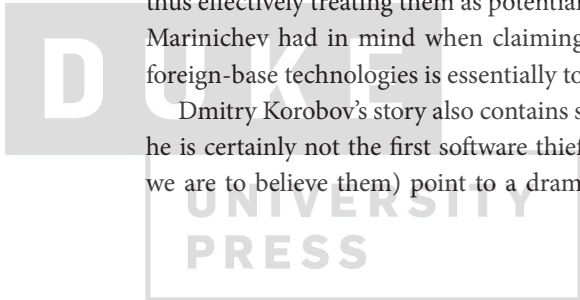 thus effectively treating them as potential
Marinichev had in mind when claiming
foreign-base technologies is essentially to
Dmitry Korobov’s story also contains s
he is certainly not the first software thief
we are to believe them) point to a dram
DUKE
UNIVERSITY
PRESS